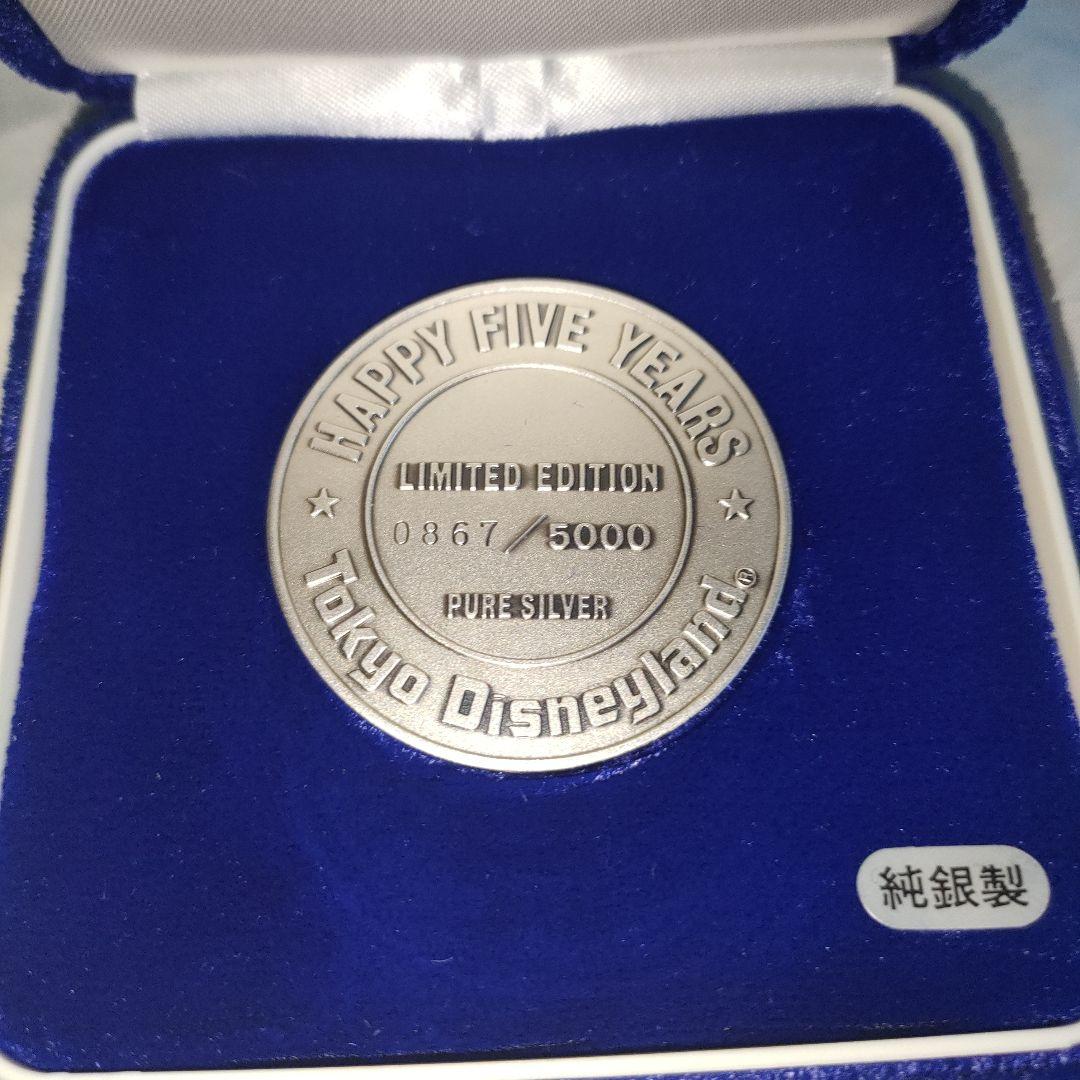 HAPPY FIVE YEARS
LIMITED EDITION
0867/5000
PURE SILVER
★ Tokyo Disneyland® ★
純銀製